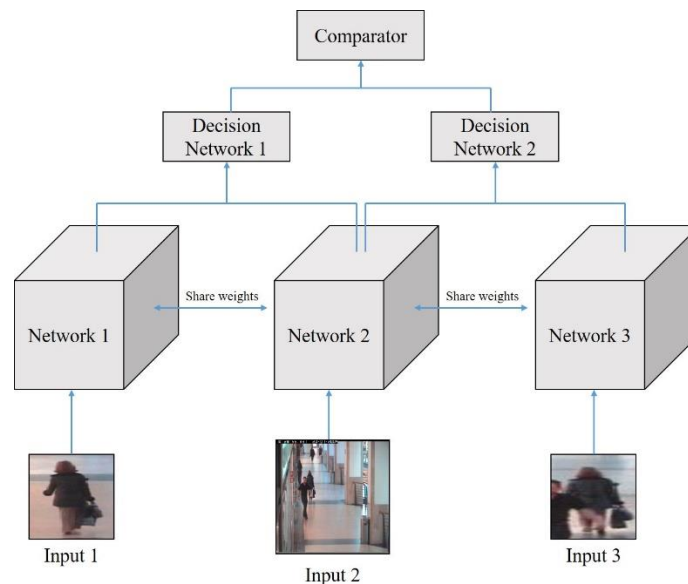 Comparator
Decision
Network 1
Decision
Network 2
Share weights
Share weights
Network 1
Network 2
Network 3
Input 1
Input 2
Input 3